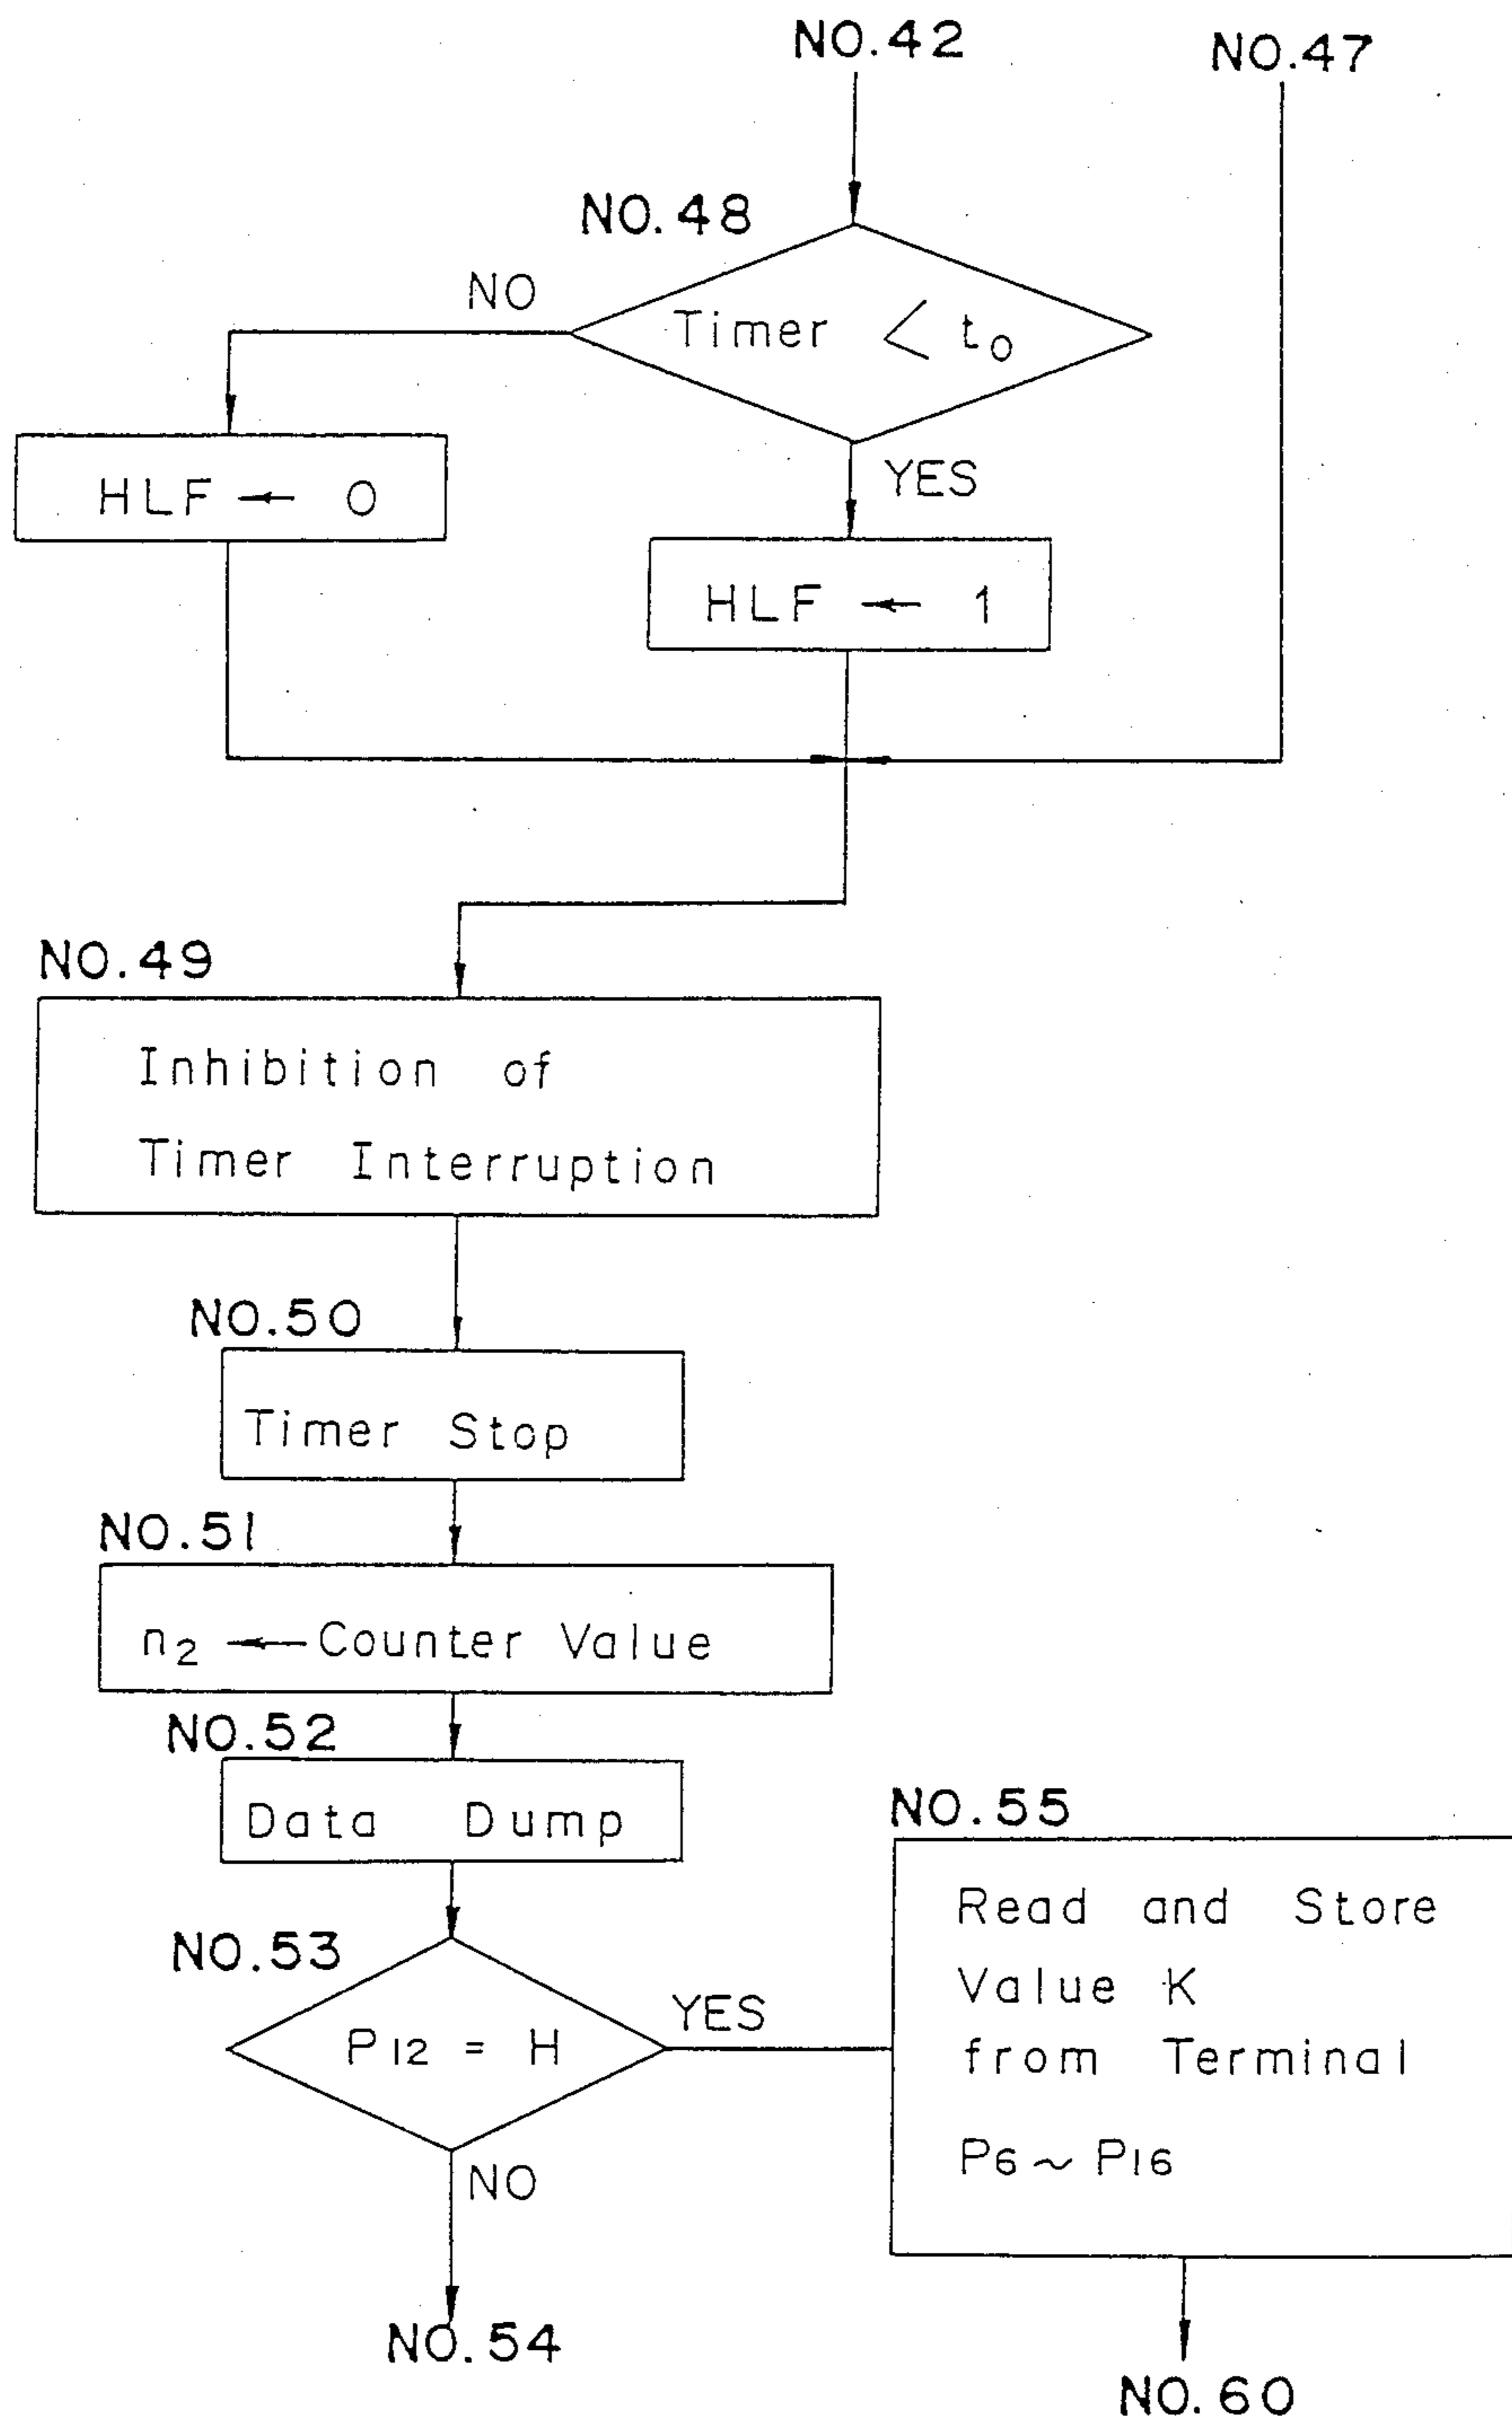 NO.42
NO.47
NO.48
NO
Timer < t0
HLF ← 0
YES
HLF ← 1
NO.49
Inhibition of
Timer Interruption
NO.50
Timer Stop
NO.51
n2 ← Counter Value
NO.52
Data Dump
NO.53
P12 = H
YES
NO
NO.54
NO.55
Read and Store
Value K
from Terminal
P6 ~ P16
NO.60